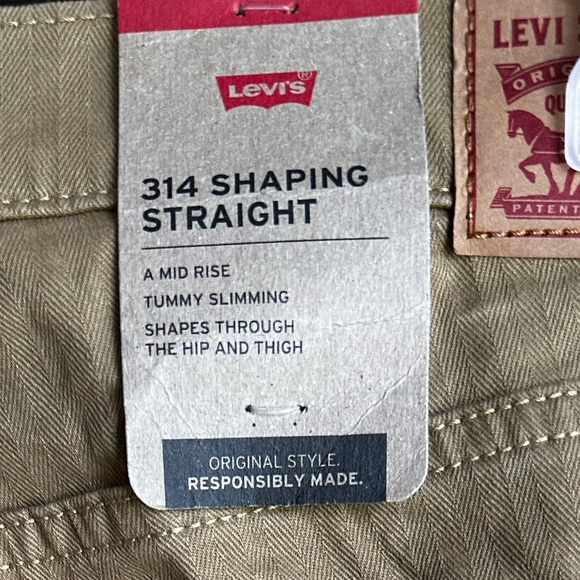 Levi's®
314 SHAPING
STRAIGHT
A MID RISE
TUMMY SLIMMING
SHAPES THROUGH
THE HIP AND THIGH
ORIGINAL STYLE.
RESPONSIBLY MADE.
LEVI
PATENT